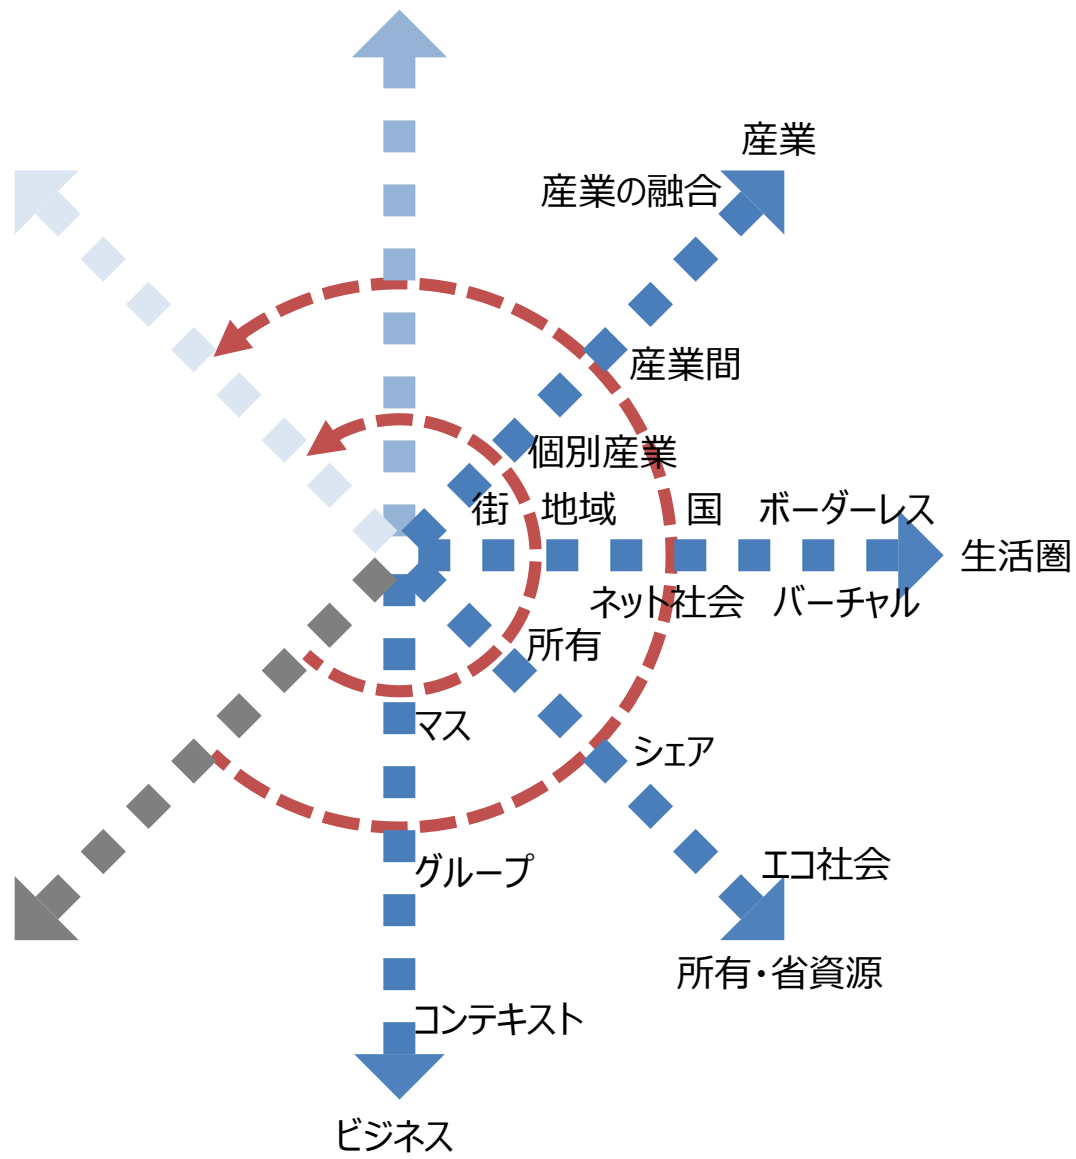 産業
産業の融合
産業間
個別産業
街 地域 国 ボーダーレス
生活圏
ネット社会 バーチャル
所有
マス
シェア
グループ
エコ社会
所有・省資源
コンテキスト
ビジネス